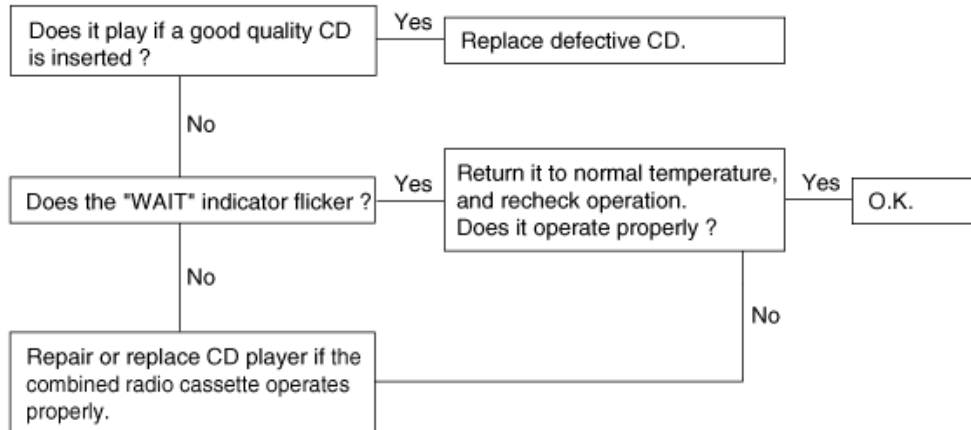 Does it play if a good quality CD
is inserted ?
Yes
Replace defective CD.
No
Does the "WAIT" indicator flicker ?
Yes
Return it to normal temperature,
and recheck operation.
Does it operate properly ?
Yes
O.K.
No
No
Repair or replace CD player if the
combined radio cassette operates
properly.